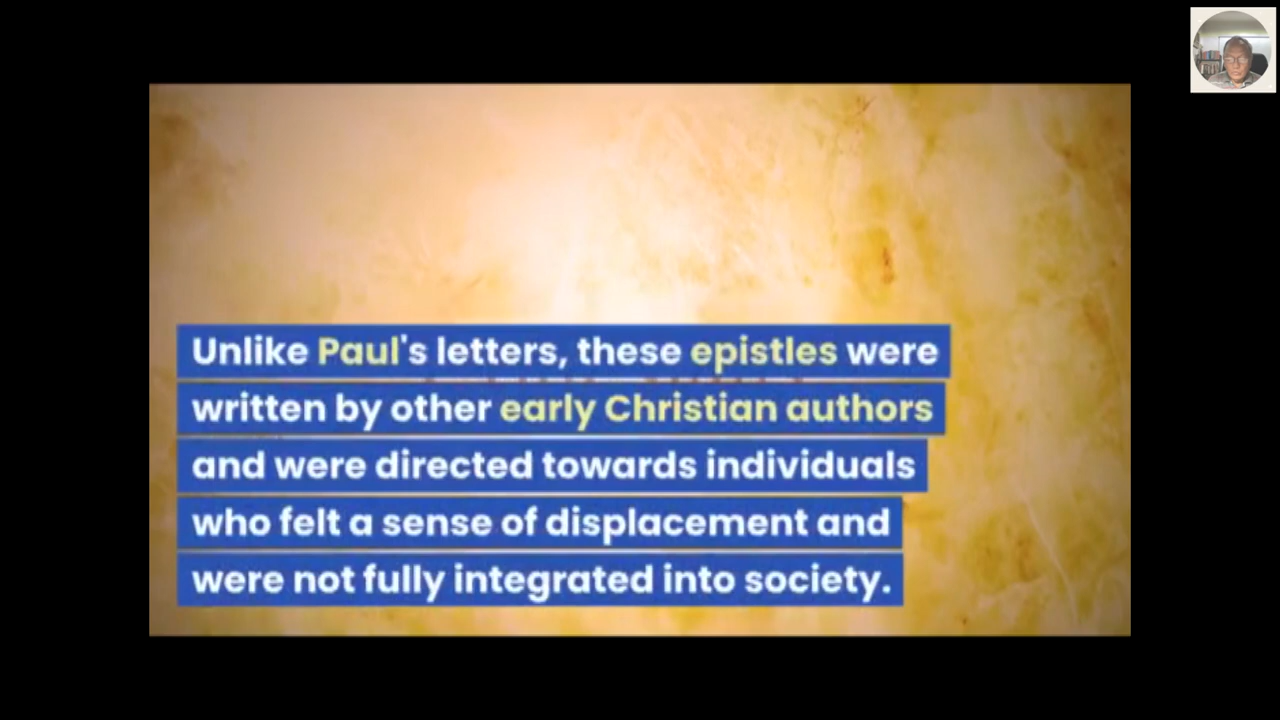 Unlike Paul's letters, these epistles were
written by other early Christian authors
and were directed towards individuals
who felt a sense of displacement and
were not fully integrated into society.